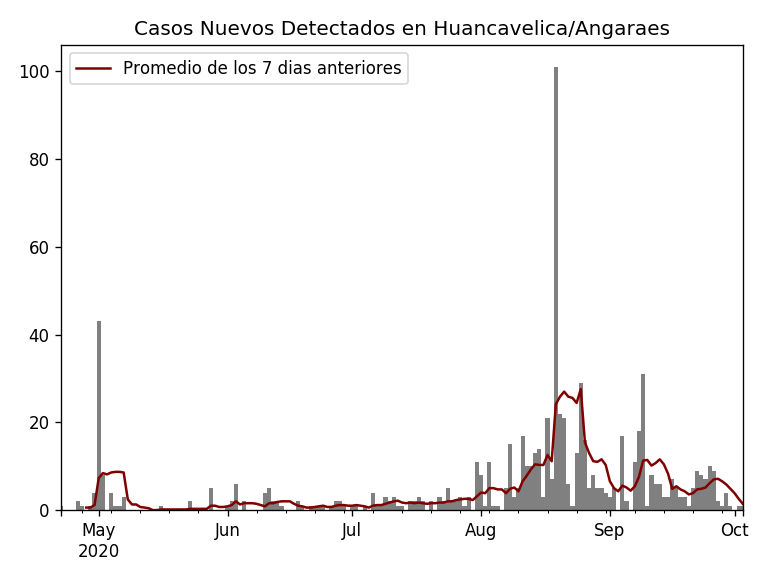 Casos Nuevos Detectados en Huancavelica/Angaraes
Promedio de los 7 dias anteriores
100
80
60
40
20
0
May Jun Jul Aug Sep Oct
2020